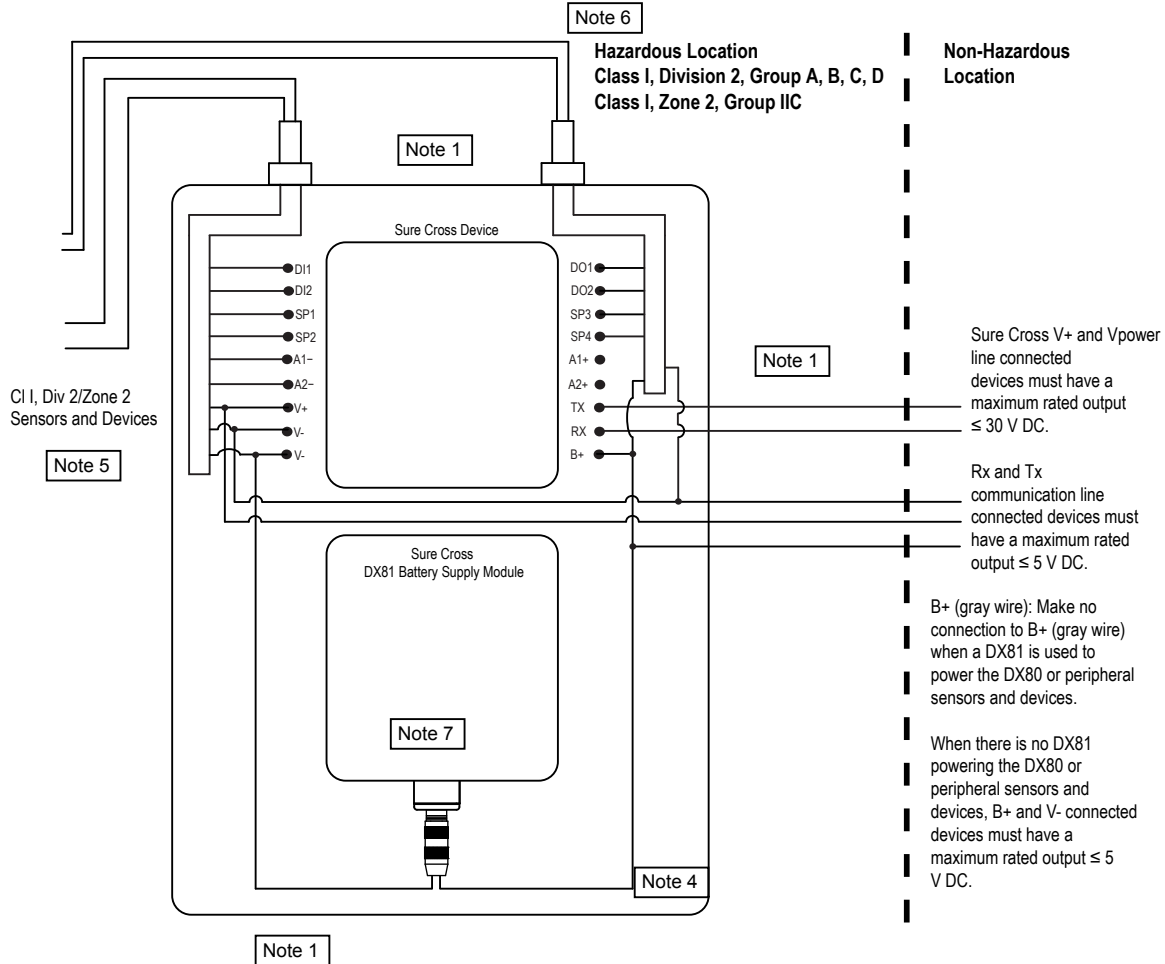 Note 6
Hazardous Location
Class I, Division 2, Group A, B, C, D
Class I, Zone 2, Group IIC
Non-Hazardous
Location
Note 1
Sure Cross Device
DI1
DI2
SP1
SP2
A1−
A2−
V+
V-
V-
DO1
DO2
SP3
SP4
A1+
A2+
TX
RX
B+
Note 1
Cl I, Div 2/Zone 2
Sensors and Devices
Note 5
Sure Cross V+ and Vpower
line connected
devices must have a
maximum rated output
≤ 30 V DC.
Rx and Tx
communication line
connected devices must
have a maximum rated
output ≤ 5 V DC.
Sure Cross
DX81 Battery Supply Module
B+ (gray wire): Make no
connection to B+ (gray wire)
when a DX81 is used to
power the DX80 or peripheral
sensors and devices.
Note 7
When there is no DX81
powering the DX80 or
peripheral sensors and
devices, B+ and V- connected
devices must have a
maximum rated output ≤ 5
V DC.
Note 4
Note 1